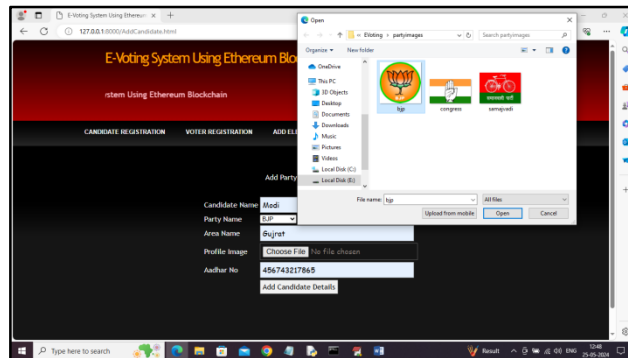 E-Voting System Using Ethereum
127.0.0.1:8000/AddCandidate.html
E-Voting System Using Ethereum Blo
stem Using Ethereum Blockchain
CANDIDATE REGISTRATION VOTER REGISTRATION ADD ELE
Add Party
Candidate Name Modi
Party Name BJP
Area Name Gujrat
Profile Image Choose File No file chosen
Aadhar No 456743217865
Add Candidate Details
Open
EVoting › partyimages
Search partyimages
Organize New folder
OneDrive
This PC
3D Objects
Desktop
Documents
Downloads
Music
Pictures
Videos
Local Disk (C:)
Local Disk (E:)
bjp congress samajvadi
समाजवादी पार्टी
File name: bjp All files
Upload from mobile Open Cancel
Type here to search
Result
ENG
12:48
25-05-2024